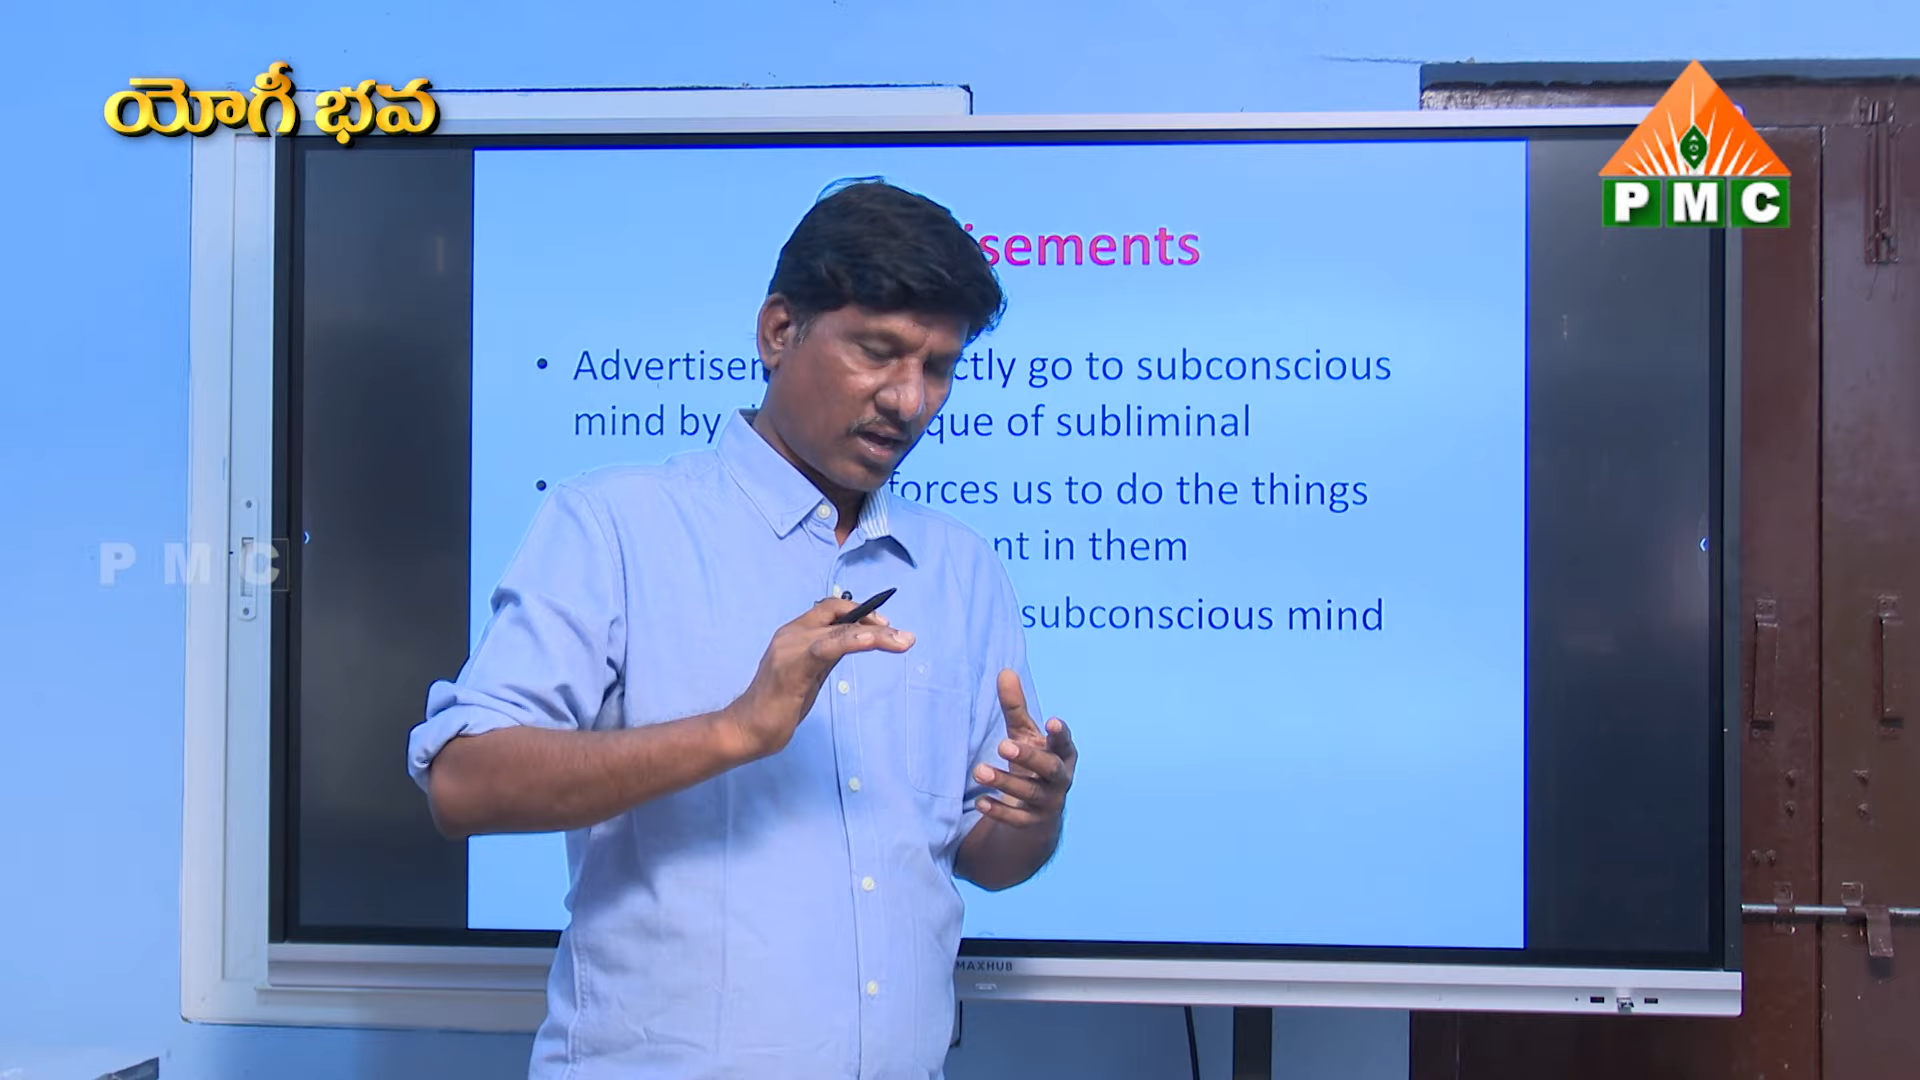 యోగీ భవ
PMC
isements
• Advertisem ctly go to subconscious
mind by que of subliminal
• forces us to do the things
nt in them
subconscious mind
PMC
MAXHUB